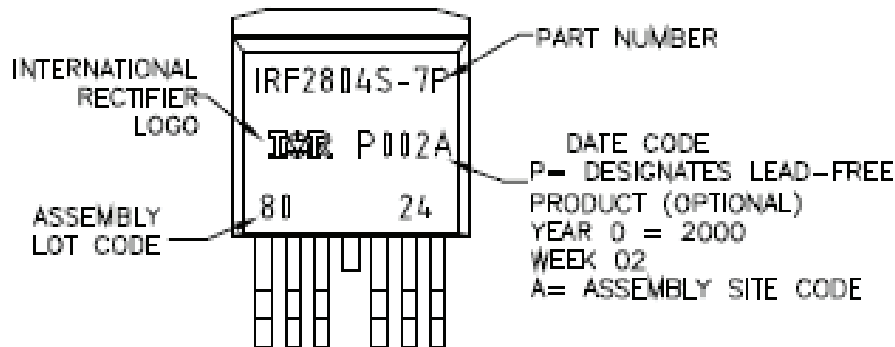 PART NUMBER
INTERNATIONAL
RECTIFIER
LOGO
IRF2804S-7P
IOR P002A
80 24
ASSEMBLY
LOT CODE
DATE CODE
P= DESIGNATES LEAD-FREE
PRODUCT (OPTIONAL)
YEAR 0 = 2000
WEEK 02
A= ASSEMBLY SITE CODE